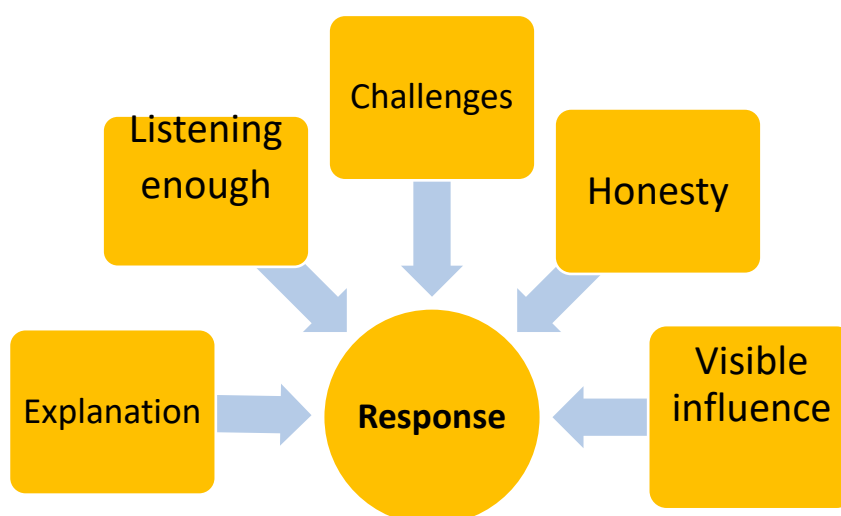 Challenges
Listening
enough
Honesty
Visible
influence
Explanation
Response